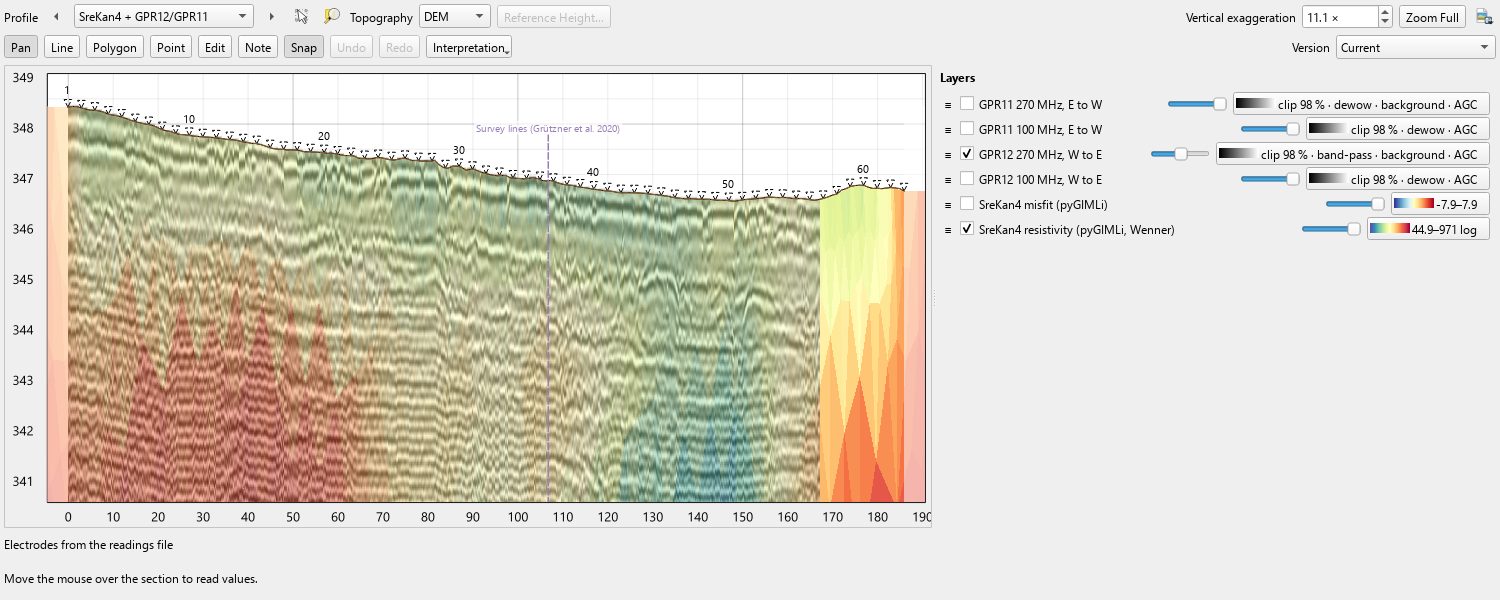 Profile SreKan4 + GPR12/GPR11 Topography DEM Reference Height... Vertical exaggeration 11.1 × Zoom Full
Pan Line Polygon Point Edit Note Snap Undo Redo Interpretation Version Current
Layers
GPR11 270 MHz, E to W clip 98 % · dewow · background · AGC
GPR11 100 MHz, E to W clip 98 % · dewow · AGC
GPR12 270 MHz, W to E clip 98 % · band-pass · background · AGC
GPR12 100 MHz, W to E clip 98 % · dewow · AGC
SreKan4 misfit (pyGIMLi) -7.9–7.9
SreKan4 resistivity (pyGIMLi, Wenner) 44.9–971 log
349
348
347
346
345
344
343
342
341
1
10
20
30
40
50
60
Survey lines (Grützner et al. 2020)
0 10 20 30 40 50 60 70 80 90 100 110 120 130 140 150 160 170 180 190
Electrodes from the readings file
Move the mouse over the section to read values.